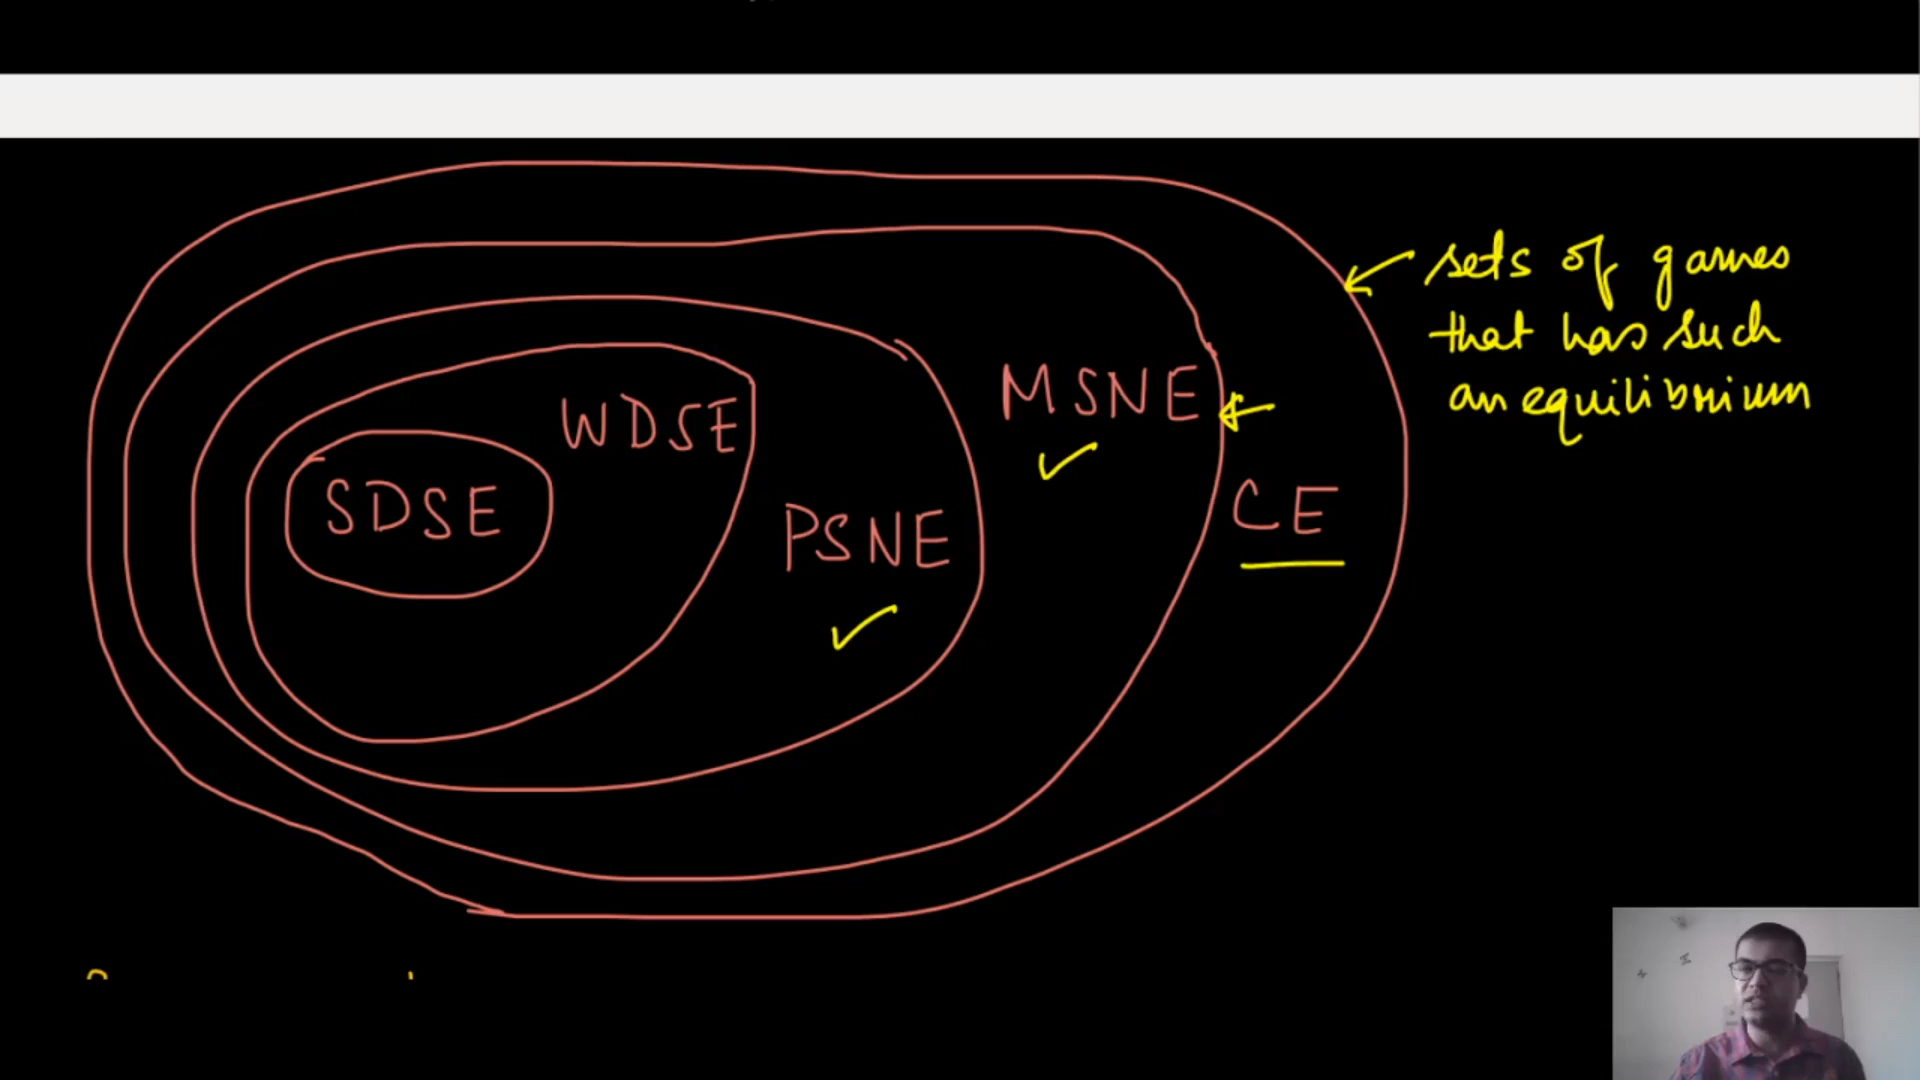 sets of games
that has such
an equilibrium
MSNE
WDSE
SDSE
CE
PSNE